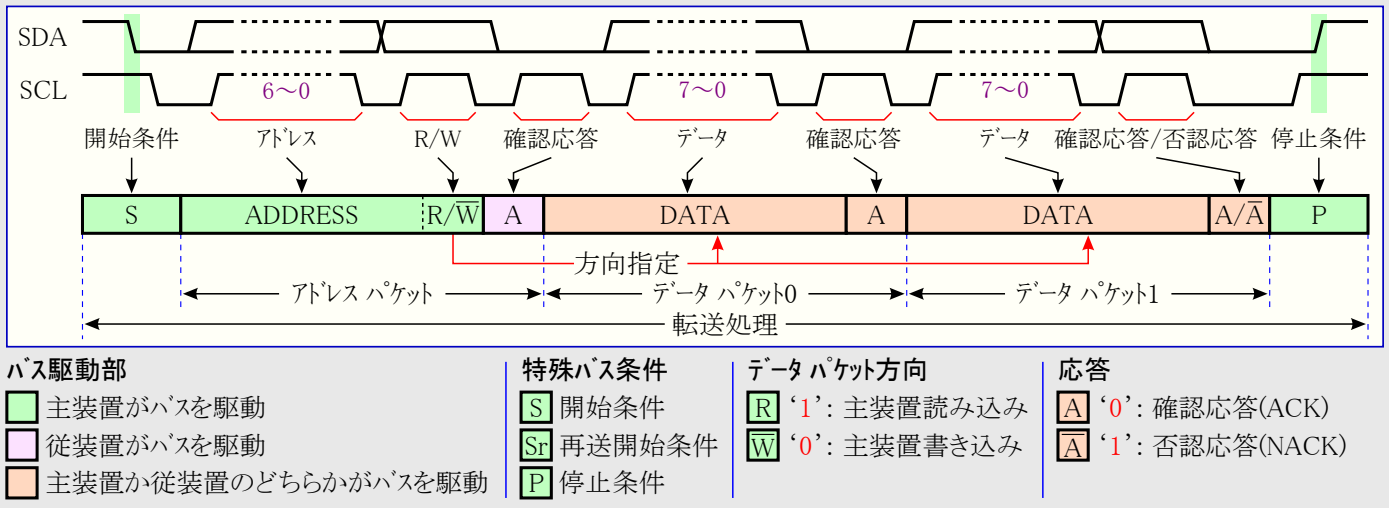 SDA
SCL
6～0 7～0 7～0
開始条件 アドレス R/W 確認応答 データ 確認応答 データ 確認応答/否認応答 停止条件
S ADDRESS R/W̅ A DATA A DATA A/A̅ P
方向指定
アドレス パケット データ パケット0 データ パケット1
転送処理
バス駆動部
主装置がバスを駆動
従装置がバスを駆動
主装置か従装置のどちらかがバスを駆動
特殊バス条件
S 開始条件
Sr 再送開始条件
P 停止条件
データ パケット方向
R ‘1’: 主装置読み込み
W̅ ‘0’: 主装置書き込み
応答
A ‘0’: 確認応答(ACK)
A̅ ‘1’: 否認応答(NACK)